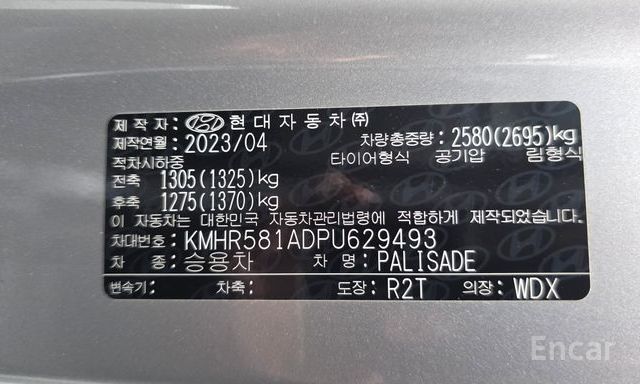 제작자: 현대자동차(주)
제작연월: 2023/04 차량총중량: 2580(2695)kg
적차시하중 타이어형식 공기압 림형식
전축 1305(1325)kg
후축 1275(1370)kg
이 자동차는 대한민국 자동차관리법령에 적합하게 제작되었습니다.
차대번호: KMHR581ADPU629493
차 종: 승용차 차 명: PALISADE
변속기: 차축: 도장: R2T 의장: WDX
Encar